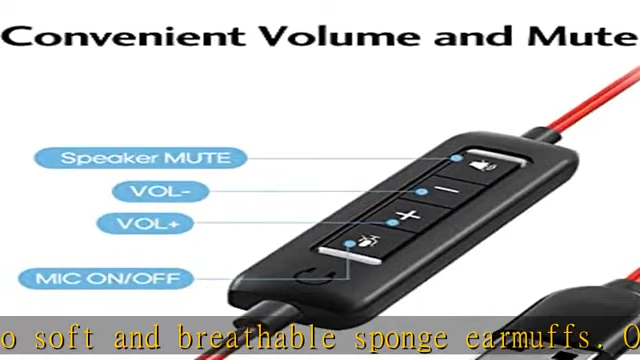 Convenient Volume and Mute
Speaker MUTE
VOL-
VOL+
MIC ON/OFF
o soft and breathable sponge earmuffs. O